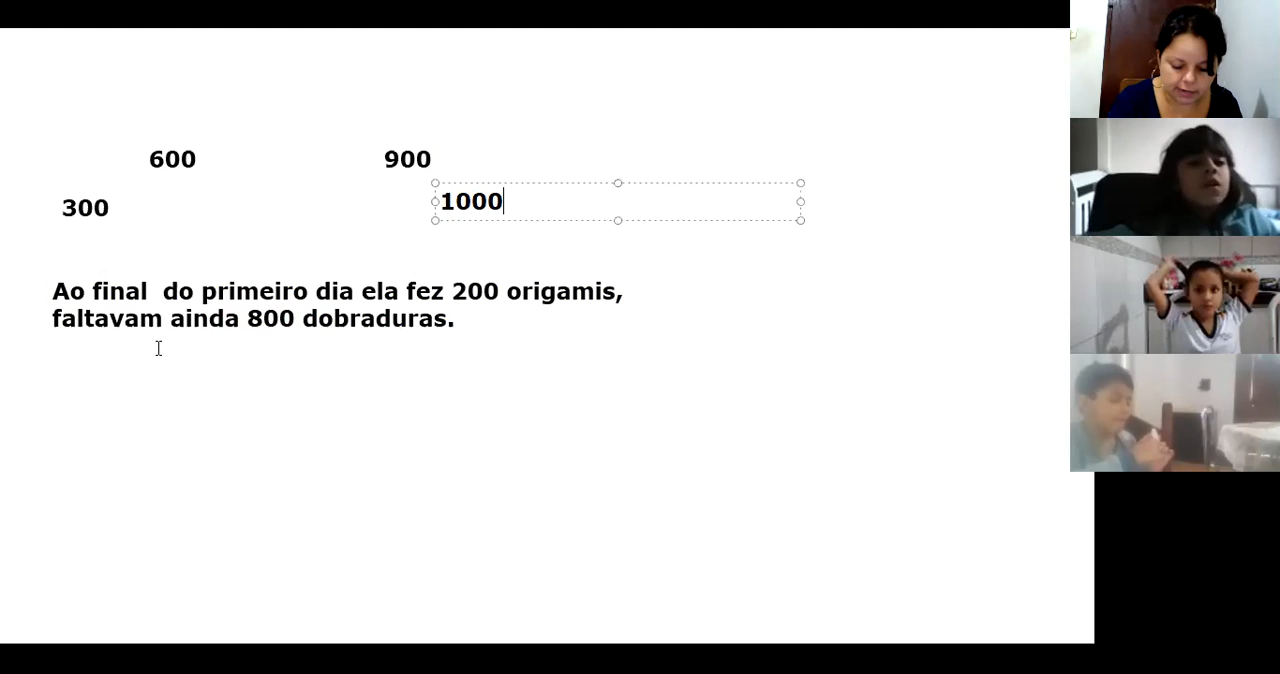 600 900
300 1000
Ao final do primeiro dia ela fez 200 origamis,
faltavam ainda 800 dobraduras.